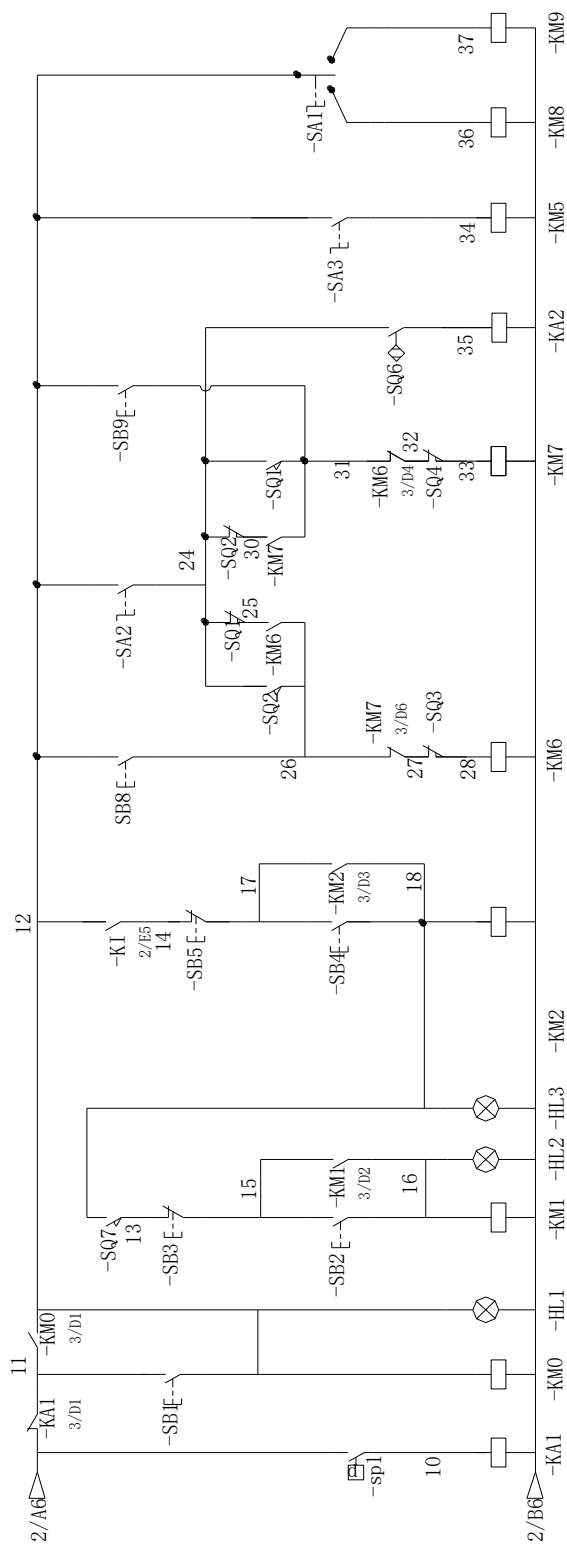 2/A6
-KA1
3/D1
11
-KM0
3/D1
12
-SB1
-sp1
10
-SQ7
13
-SB3
15
-SB2
-KM1
3/D2
16
-KI
2/E5
14
-SB5
17
-SB4
-KM2
3/D3
18
SB8
26
-KM7
3/D6
27
-SQ3
28
-SA2
24
-SQ2
-SQ1
25
-KM6
-SQ2
30
-KM7
-SQ1
31
-KM6
3/D4
32
-SQ4
33
-SB9
-SQ6
35
-SA3
34
-SA1
36
37
2/B6
-KA1
-KM0
-HL1
-KM1
-HL2
-HL3
-KM2
-KM6
-KM7
-KA2
-KM5
-KM8
-KM9